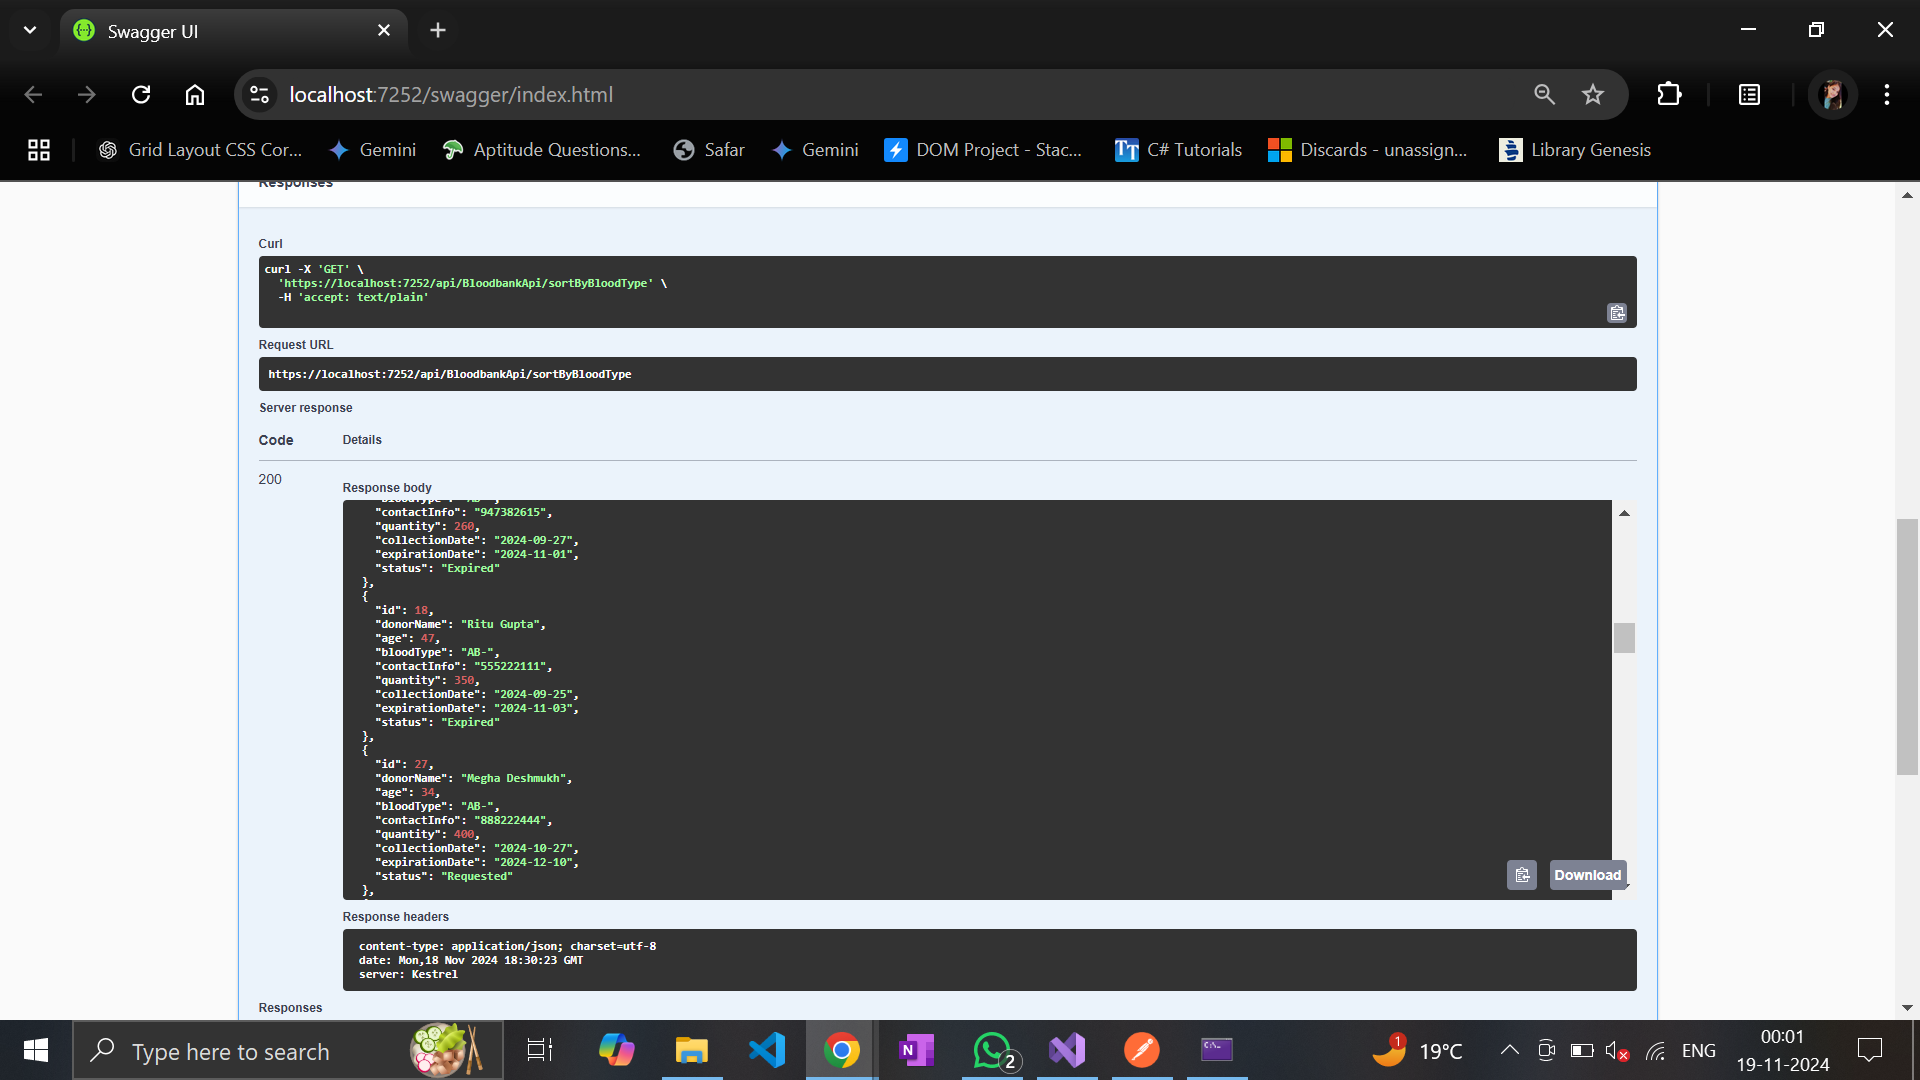 Swagger UI
localhost:7252/swagger/index.html
Grid Layout CSS Cor...
Gemini
Aptitude Questions...
Safar
Gemini
DOM Project - Stac...
TT C# Tutorials
Discards - unassign...
Library Genesis
Responses
Curl
curl -X 'GET' \
'https://localhost:7252/api/BloodbankApi/sortByBloodType' \
-H 'accept: text/plain'
Request URL
https://localhost:7252/api/BloodbankApi/sortByBloodType
Server response
Code Details
200
Response body
"bloodType": "AB-",
"contactInfo": "947382615",
"quantity": 260,
"collectionDate": "2024-09-27",
"expirationDate": "2024-11-01",
"status": "Expired"
},
{
"id": 18,
"donorName": "Ritu Gupta",
"age": 47,
"bloodType": "AB-",
"contactInfo": "555222111",
"quantity": 350,
"collectionDate": "2024-09-25",
"expirationDate": "2024-11-03",
"status": "Expired"
},
{
"id": 27,
"donorName": "Megha Deshmukh",
"age": 34,
"bloodType": "AB-",
"contactInfo": "888222444",
"quantity": 400,
"collectionDate": "2024-10-27",
"expirationDate": "2024-12-10",
"status": "Requested"
},
Download
Response headers
content-type: application/json; charset=utf-8
date: Mon,18 Nov 2024 18:30:23 GMT
server: Kestrel
Responses
Type here to search
N
2
C:\_
1
19°C
ENG
00:01
19-11-2024